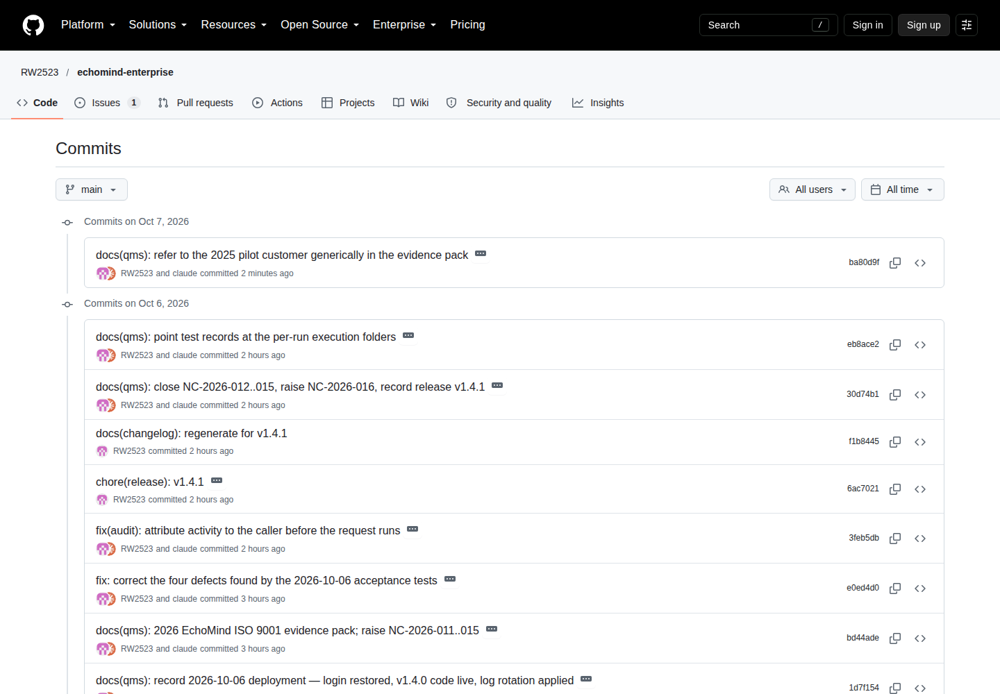 Platform Solutions Resources Open Source Enterprise Pricing Search / Sign in Sign up
RW2523 / echomind-enterprise
Code Issues 1 Pull requests Actions Projects Wiki Security and quality Insights
Commits
main All users All time
Commits on Oct 7, 2026
docs(qms): refer to the 2025 pilot customer generically in the evidence pack
ba80d9f
RW2523 and claude committed 2 minutes ago
Commits on Oct 6, 2026
docs(qms): point test records at the per-run execution folders
eb8ace2
RW2523 and claude committed 2 hours ago
docs(qms): close NC-2026-012..015, raise NC-2026-016, record release v1.4.1
30d74b1
RW2523 and claude committed 2 hours ago
docs(changelog): regenerate for v1.4.1
f1b8445
RW2523 committed 2 hours ago
chore(release): v1.4.1
6ac7021
RW2523 committed 2 hours ago
fix(audit): attribute activity to the caller before the request runs
3feb5db
RW2523 and claude committed 2 hours ago
fix: correct the four defects found by the 2026-10-06 acceptance tests
e0ed4d0
RW2523 and claude committed 3 hours ago
docs(qms): 2026 EchoMind ISO 9001 evidence pack; raise NC-2026-011..015
bd44ade
RW2523 and claude committed 3 hours ago
docs(qms): record 2026-10-06 deployment — login restored, v1.4.0 code live, log rotation applied
1d7f154